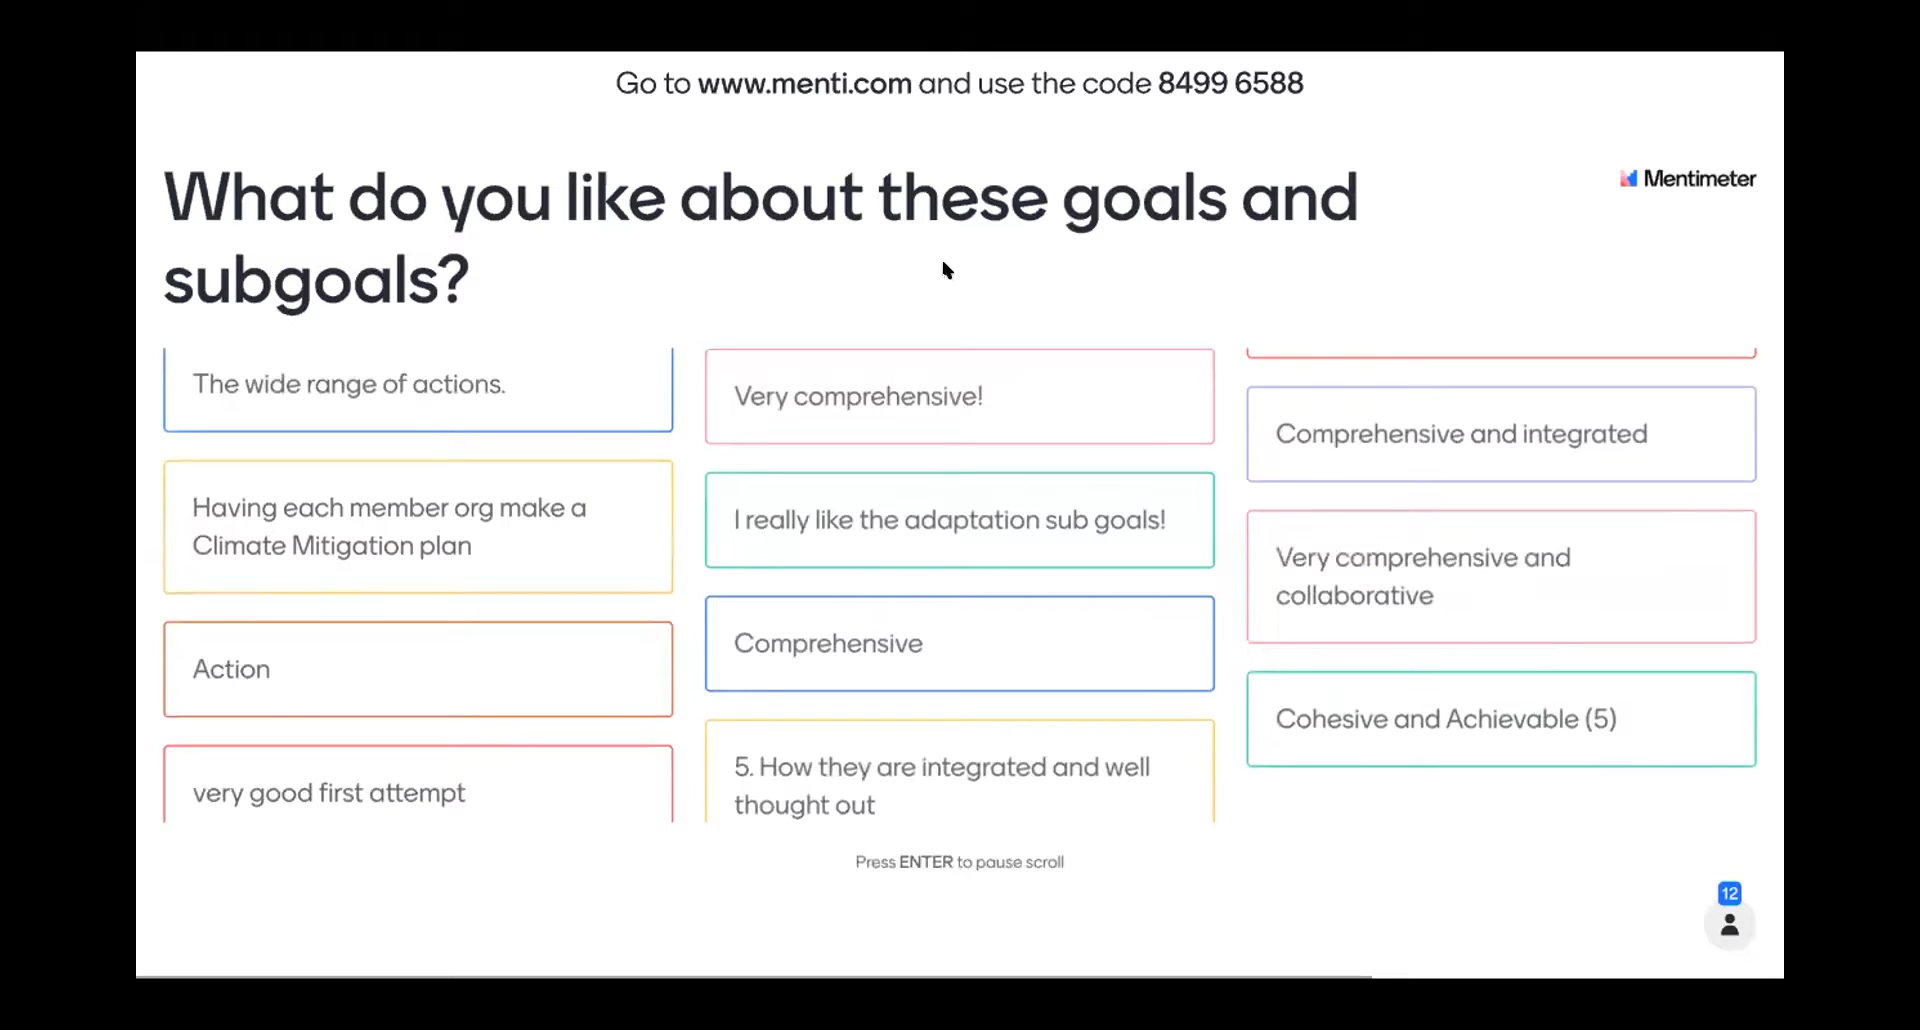 Go to www.menti.com and use the code 8499 6588
Mentimeter
What do you like about these goals and
subgoals?
The wide range of actions.
Having each member org make a
Climate Mitigation plan
Action
very good first attempt
Very comprehensive!
I really like the adaptation sub goals!
Comprehensive
5. How they are integrated and well
thought out
Comprehensive and integrated
Very comprehensive and
collaborative
Cohesive and Achievable (5)
Press ENTER to pause scroll
12